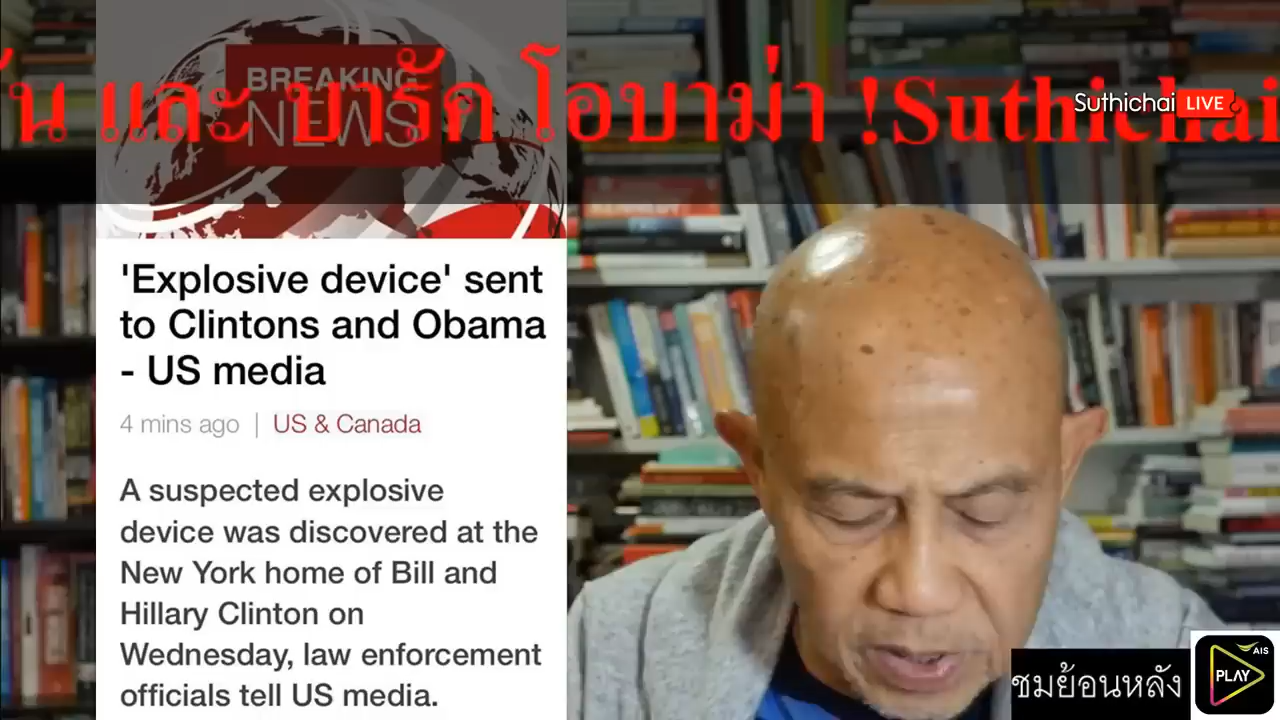 ัน และ บารัค โอบาม่า !Suthichai
BREAKING
NEWS
Suthichai LIVE
'Explosive device' sent
to Clintons and Obama
- US media
4 mins ago | US & Canada
A suspected explosive
device was discovered at the
New York home of Bill and
Hillary Clinton on
Wednesday, law enforcement
officials tell US media.
ชมย้อนหลัง
AIS
PLAY